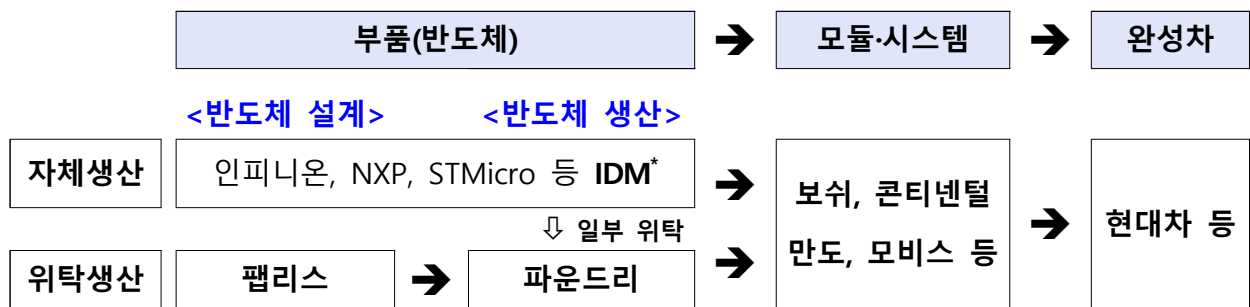 부품(반도체) ➔ 모듈·시스템 ➔ 완성차
<반도체 설계> <반도체 생산>
자체생산 인피니온, NXP, STMicro 등 IDM* ➔
보쉬, 콘티넨털
만도, 모비스 등 ➔ 현대차 등
⇩ 일부 위탁
위탁생산 팹리스 ➔ 파운드리 ➔